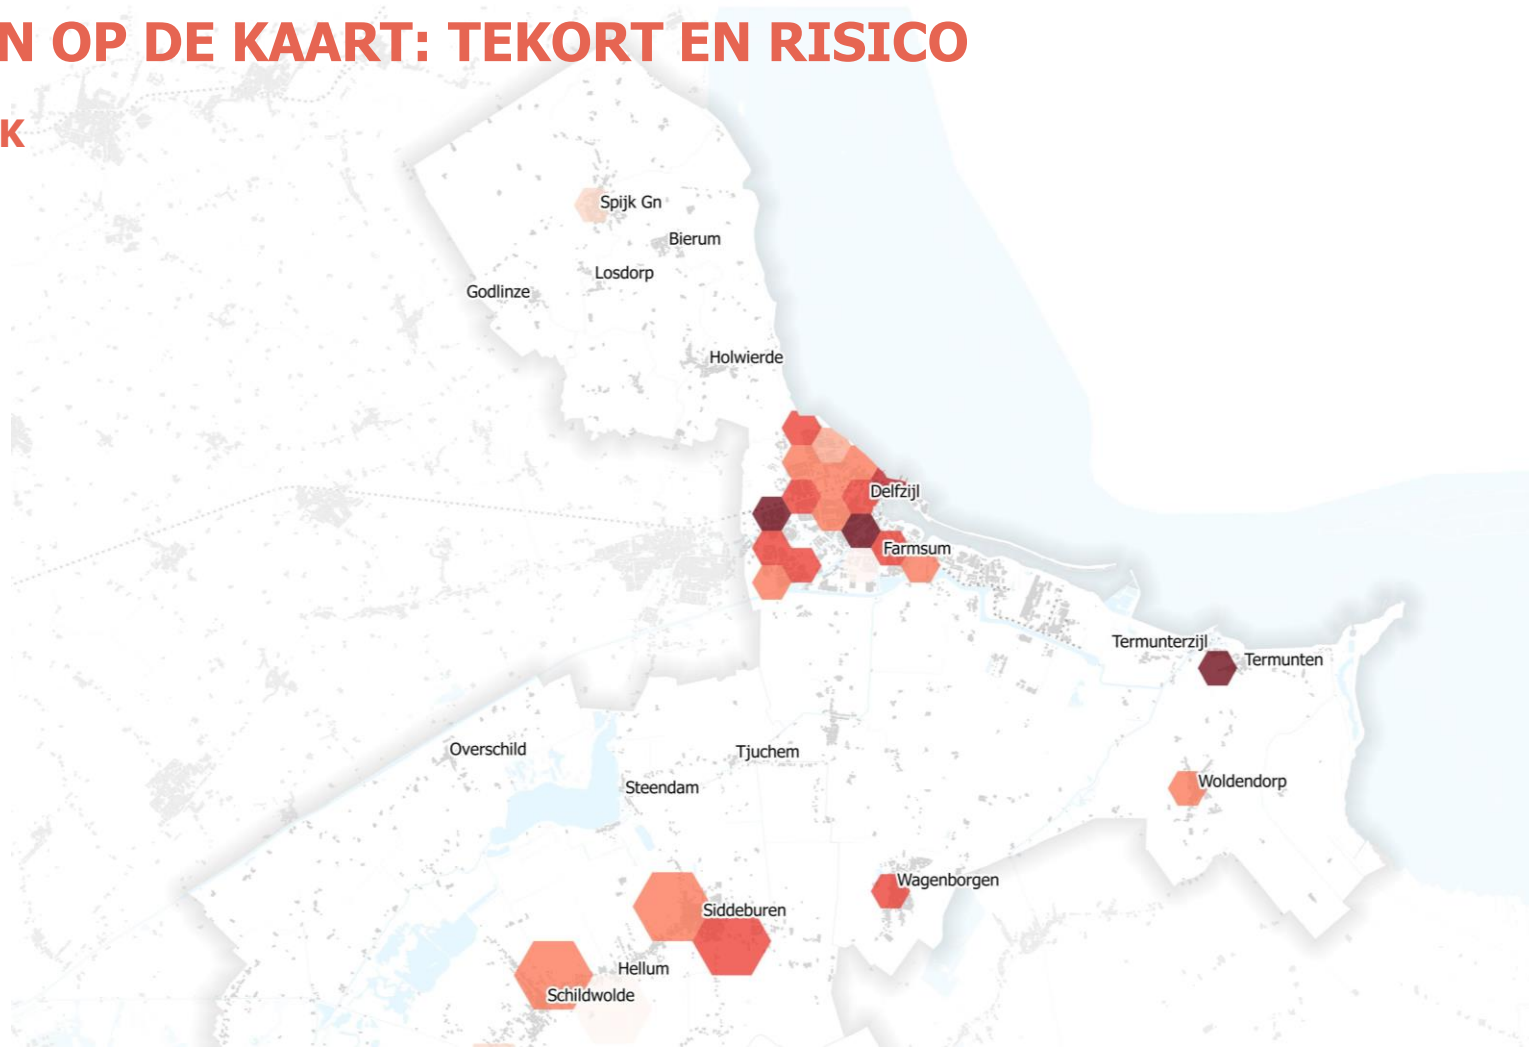 N OP DE KAART: TEKORT EN RISICO
K
Spijk Gn
Bierum
Losdorp
Godlinze
Holwierde
Delfzijl
Farmsum
Termunterzijl
Termunten
Overschild
Tjuchem
Steendam
Woldendorp
Wagenborgen
Siddeburen
Hellum
Schildwolde